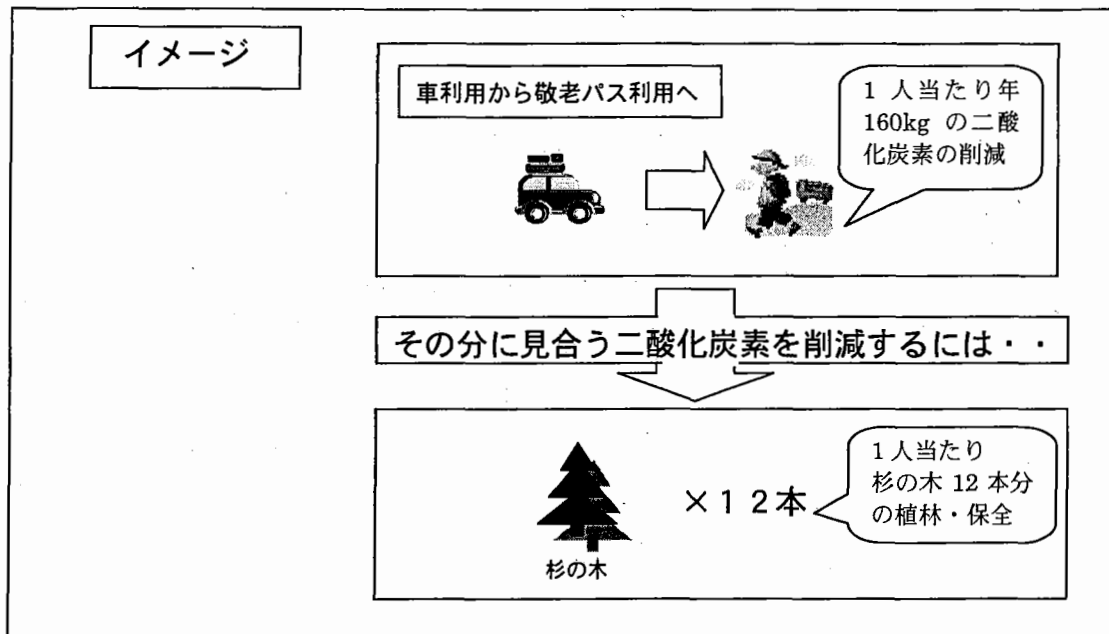 イメージ
車利用から敬老パス利用へ
1 人当たり年
160kg の二酸
化炭素の削減
その分に見合う二酸化炭素を削減するには・・
×12本
1人当たり
杉の木 12 本分
の植林・保全
杉の木